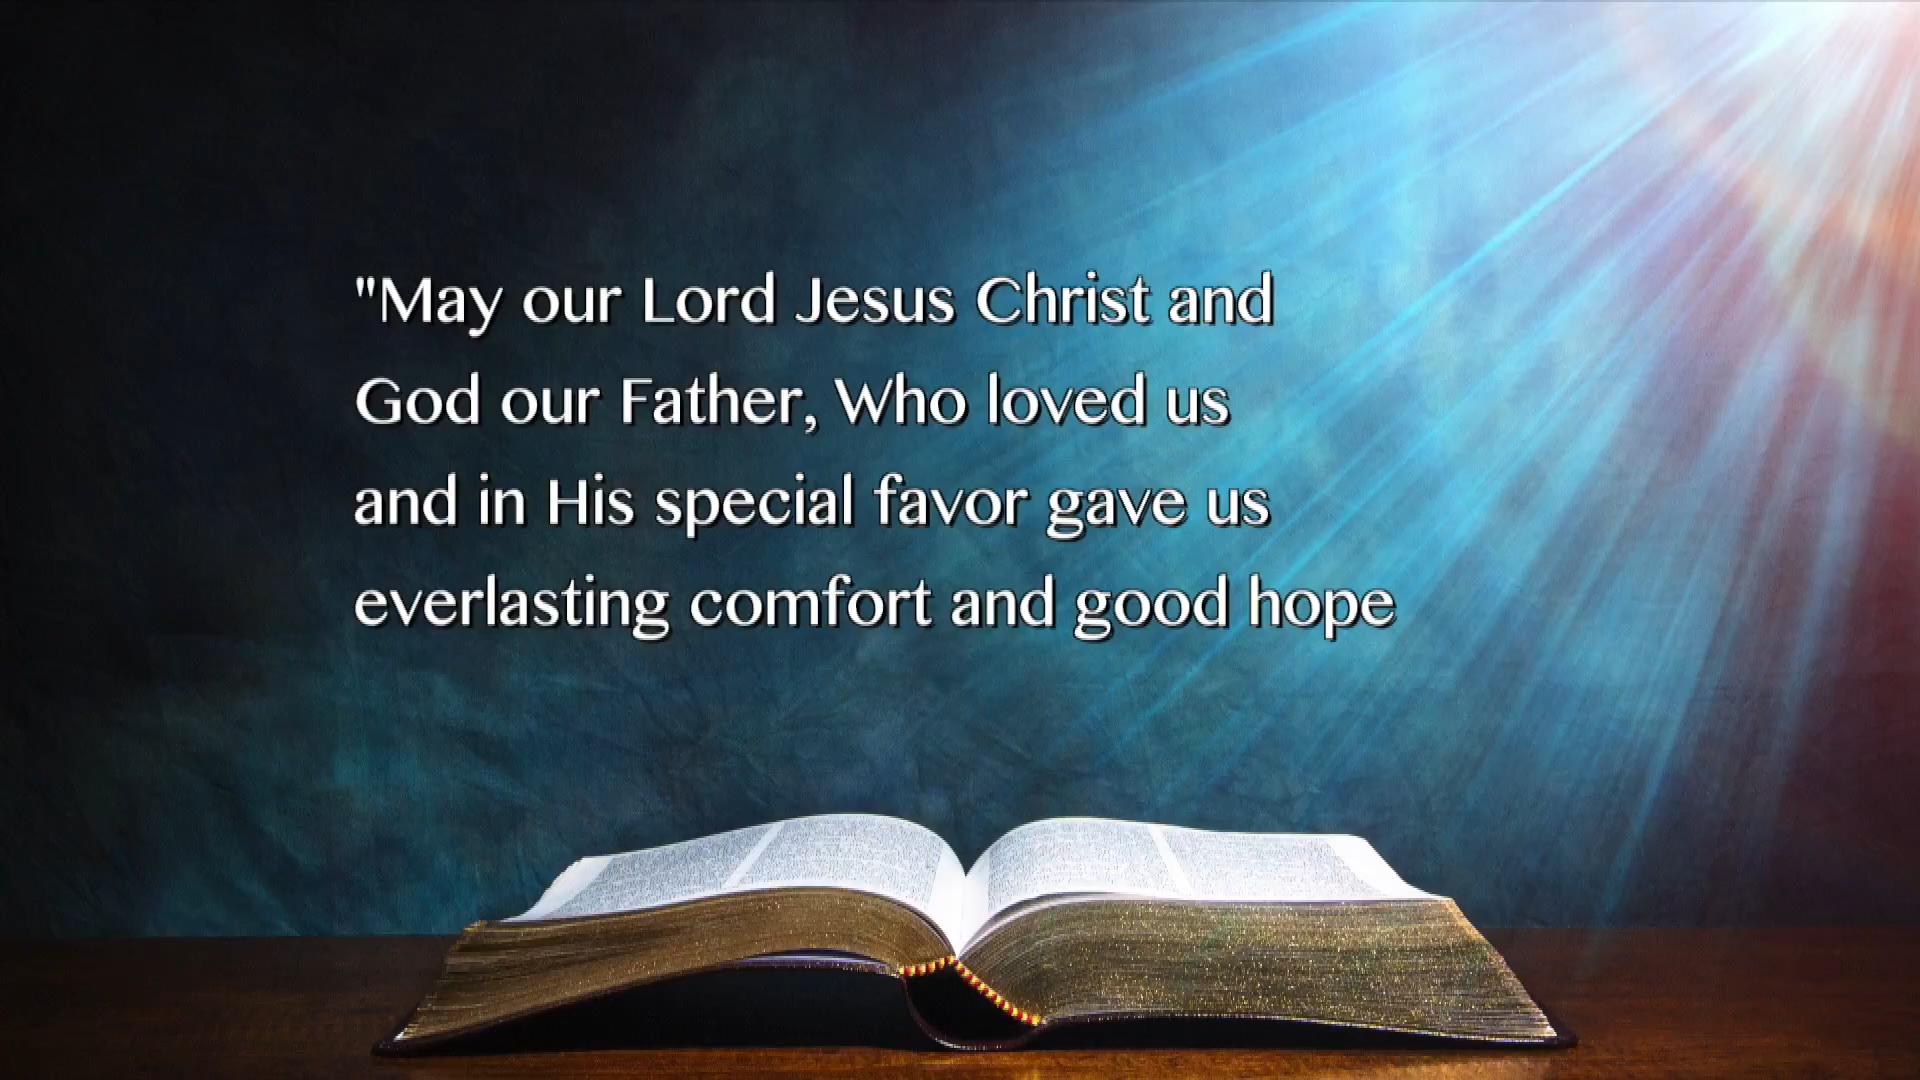 "May our Lord Jesus Christ and
God our Father, Who loved us
and in His special favor gave us
everlasting comfort and good hope